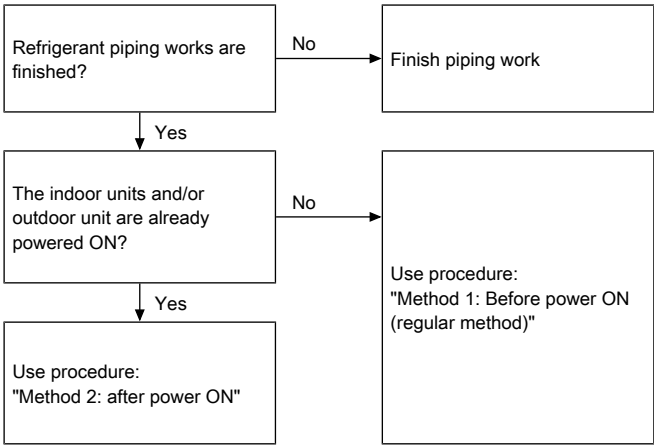 Refrigerant piping works are
finished?
No
Finish piping work
Yes
The indoor units and/or
outdoor unit are already
powered ON?
No
Use procedure:
"Method 1: Before power ON
(regular method)"
Yes
Use procedure:
"Method 2: after power ON"